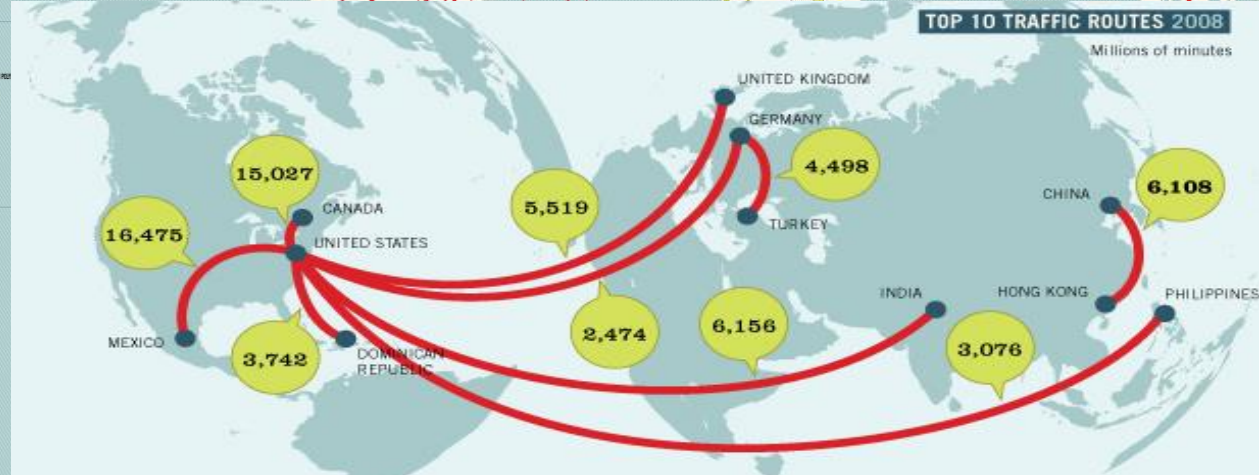 TOP 10 TRAFFIC ROUTES 2008
Millions of minutes
UNITED KINGDOM
GERMANY
4,498
15,027
CANADA
5,519
CHINA
6,108
16,475
UNITED STATES
TURKEY
INDIA
HONG KONG
PHILIPPINES
MEXICO
3,742
DOMINICAN
REPUBLIC
2,474
6,156
3,076